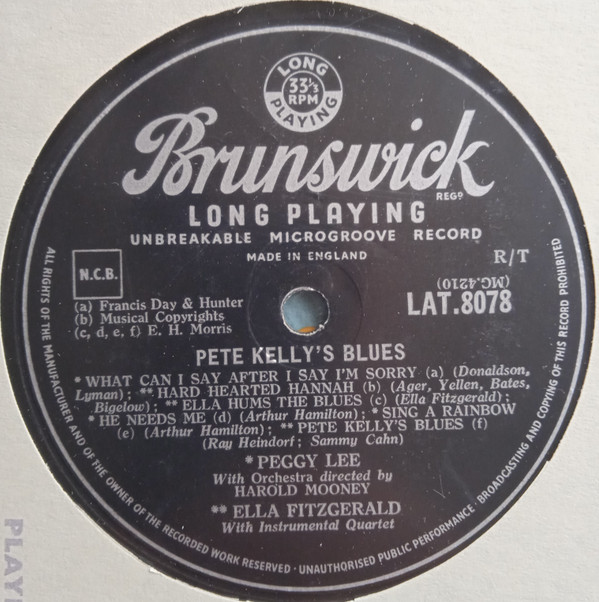 LONG
33⅓
RPM
PLAYING
Brunswick
REGD
LONG PLAYING
UNBREAKABLE MICROGROOVE RECORD
MADE IN ENGLAND
R/T
N.C.B.
(MG.4210)
LAT.8078
(a) Francis Day & Hunter
(b) Musical Copyrights
(c, d, e, f) E. H. Morris
PETE KELLY'S BLUES
* WHAT CAN I SAY AFTER I SAY I'M SORRY (a) (Donaldson,
Lyman) ; ** HARD HEARTED HANNAH (b) (Ager, Yellen, Bates,
Bigelow) ; ** ELLA HUMS THE BLUES (c) (Ella Fitzgerald) ;
* HE NEEDS ME (d) (Arthur Hamilton) ; * SING A RAINBOW
(e) (Arthur Hamilton) ; ** PETE KELLY'S BLUES (f)
(Ray Heindorf ; Sammy Cahn)
* PEGGY LEE
With Orchestra directed by
HAROLD MOONEY
** ELLA FITZGERALD
With Instrumental Quartet
ALL RIGHTS OF THE MANUFACTURER AND OF THE OWNER OF THE RECORDED WORK RESERVED · UNAUTHORISED PUBLIC PERFORMANCE BROADCASTING AND COPYING OF THIS RECORD PROHIBITED